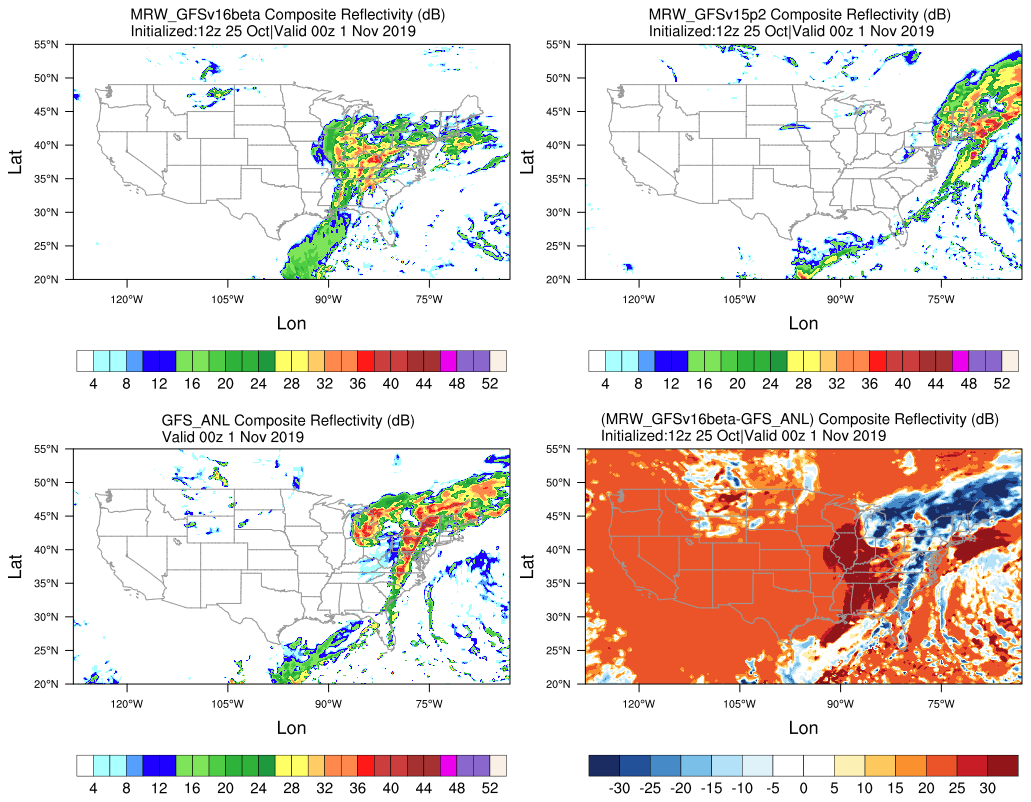 MRW_GFSv16beta Composite Reflectivity (dB)
Initialized:12z 25 Oct|Valid 00z 1 Nov 2019
55°N
50°N
45°N
40°N
35°N
30°N
25°N
20°N
Lat
120°W 105°W 90°W 75°W
Lon
4 8 12 16 20 24 28 32 36 40 44 48 52
MRW_GFSv15p2 Composite Reflectivity (dB)
Initialized:12z 25 Oct|Valid 00z 1 Nov 2019
55°N
50°N
45°N
40°N
35°N
30°N
25°N
20°N
Lat
120°W 105°W 90°W 75°W
Lon
4 8 12 16 20 24 28 32 36 40 44 48 52
GFS_ANL Composite Reflectivity (dB)
Valid 00z 1 Nov 2019
55°N
50°N
45°N
40°N
35°N
30°N
25°N
20°N
Lat
120°W 105°W 90°W 75°W
Lon
4 8 12 16 20 24 28 32 36 40 44 48 52
(MRW_GFSv16beta-GFS_ANL) Composite Reflectivity (dB)
Initialized:12z 25 Oct|Valid 00z 1 Nov 2019
55°N
50°N
45°N
40°N
35°N
30°N
25°N
20°N
Lat
120°W 105°W 90°W 75°W
Lon
-30 -25 -20 -15 -10 -5 0 5 10 15 20 25 30